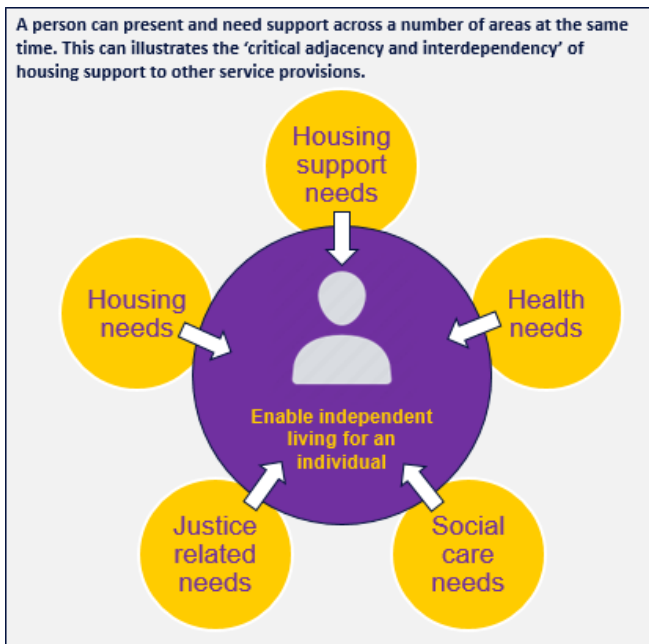 A person can present and need support across a number of areas at the same
time. This can illustrates the ‘critical adjacency and interdependency’ of
housing support to other service provisions.
Housing
support
needs
Housing
needs
Health
needs
Enable independent
living for an
individual
Justice
related
needs
Social
care
needs